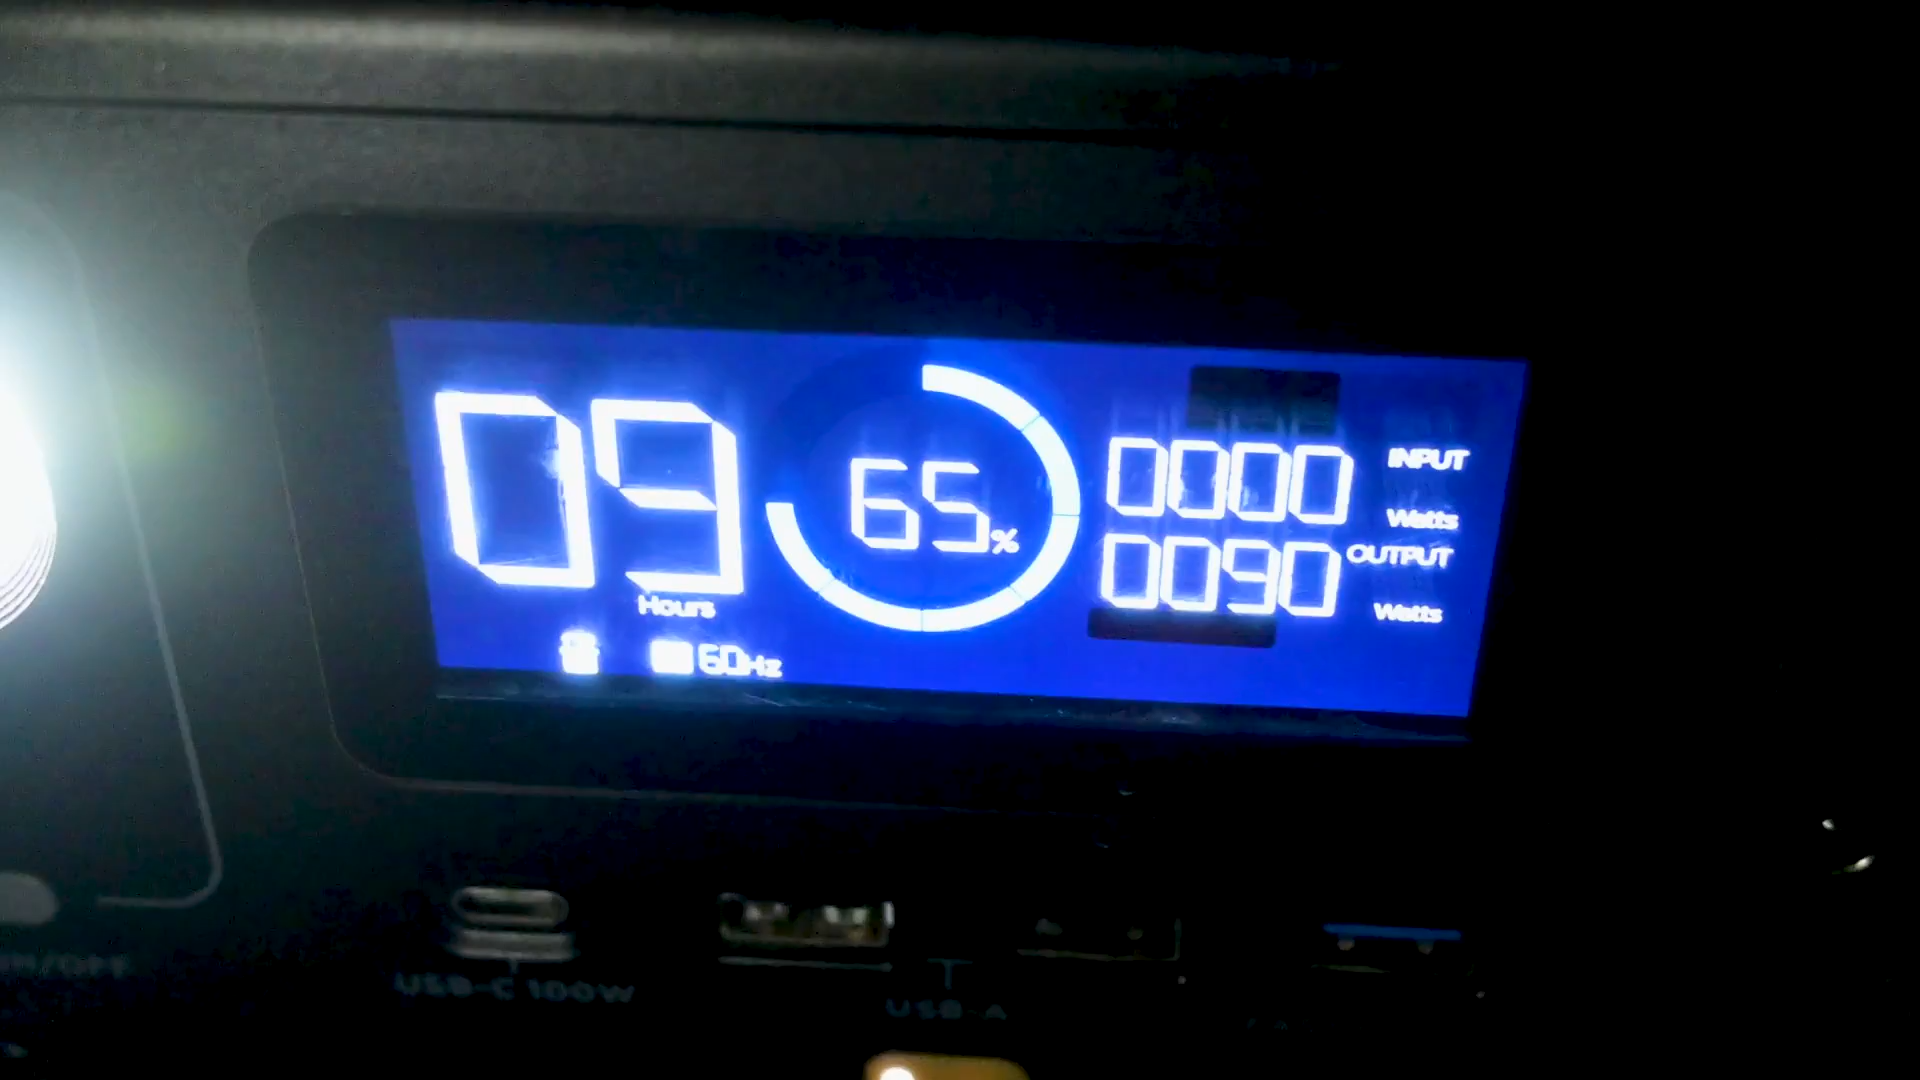 09
Hours
60Hz
65%
0000 INPUT
Watts
0090 OUTPUT
Watts
USB-C 100W
USB-A